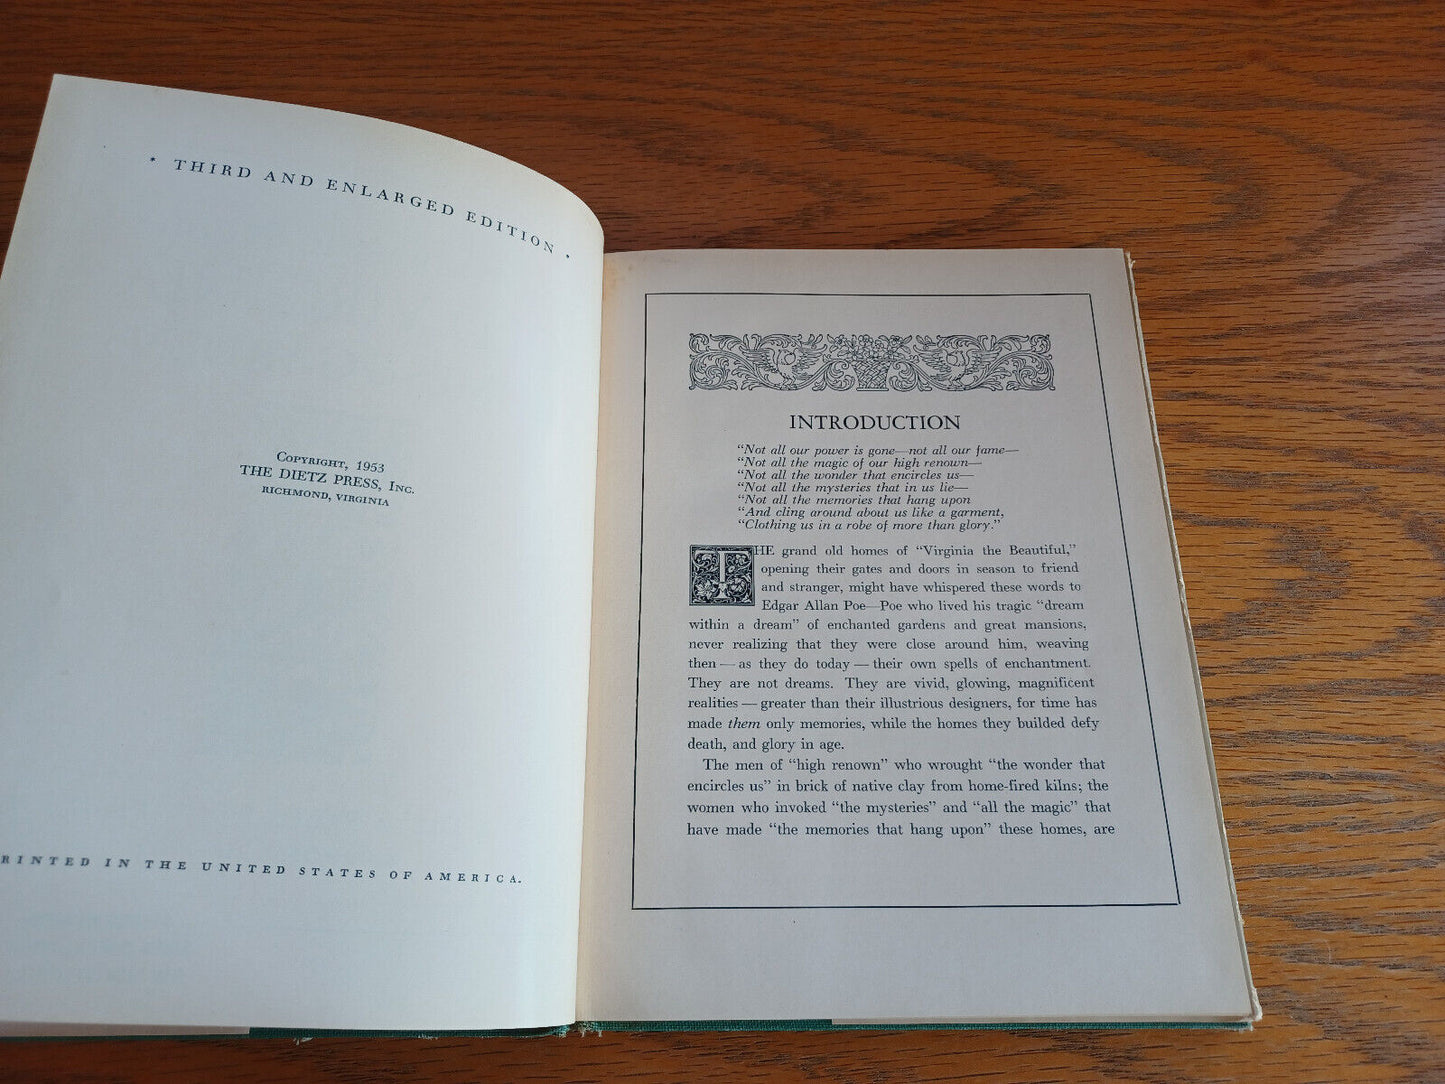 * THIRD AND ENLARGED EDITION *
COPYRIGHT, 1953
THE DIETZ PRESS, INC.
RICHMOND, VIRGINIA
RINTED IN THE UNITED STATES OF AMERICA.
INTRODUCTION
"Not all our power is gone—not all our fame—
"Not all the magic of our high renown—
"Not all the wonder that encircles us—
"Not all the mysteries that in us lie—
"Not all the memories that hang upon
"And cling around about us like a garment,
"Clothing us in a robe of more than glory."
THE grand old homes of "Virginia the Beautiful,"
opening their gates and doors in season to friend
and stranger, might have whispered these words to
Edgar Allan Poe—Poe who lived his tragic "dream
within a dream" of enchanted gardens and great mansions,
never realizing that they were close around him, weaving
then — as they do today — their own spells of enchantment.
They are not dreams. They are vivid, glowing, magnificent
realities — greater than their illustrious designers, for time has
made them only memories, while the homes they builded defy
death, and glory in age.
The men of "high renown" who wrought "the wonder that
encircles us" in brick of native clay from home-fired kilns; the
women who invoked "the mysteries" and "all the magic" that
have made "the memories that hang upon" these homes, are